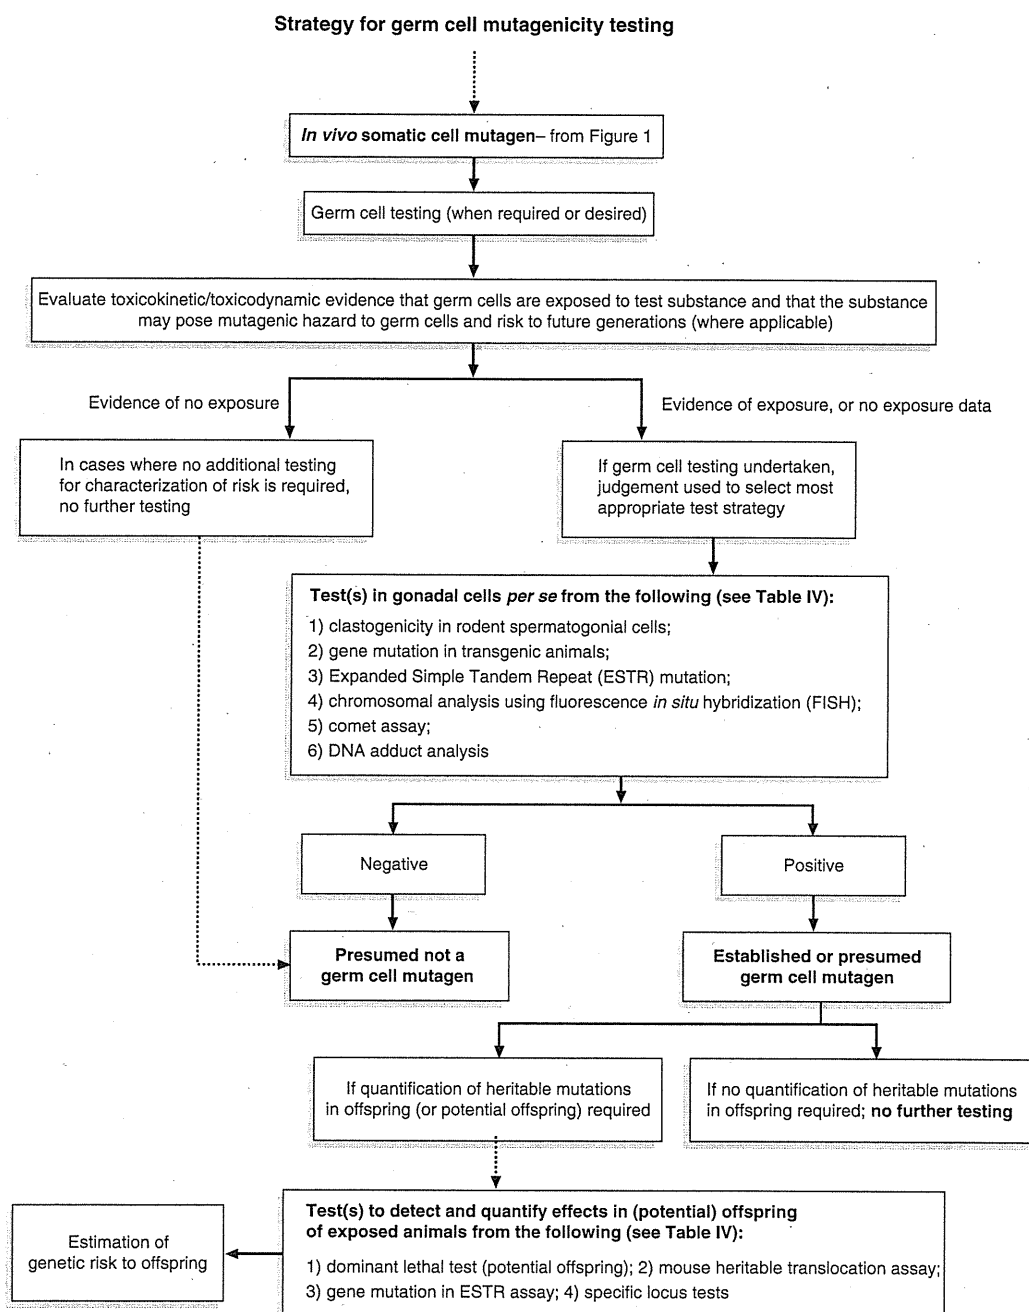 Strategy for germ cell mutagenicity testing
In vivo somatic cell mutagen– from Figure 1
Germ cell testing (when required or desired)
Evaluate toxicokinetic/toxicodynamic evidence that germ cells are exposed to test substance and that the substance
may pose mutagenic hazard to germ cells and risk to future generations (where applicable)
Evidence of no exposure
Evidence of exposure, or no exposure data
In cases where no additional testing
for characterization of risk is required,
no further testing
If germ cell testing undertaken,
judgement used to select most
appropriate test strategy
Test(s) in gonadal cells per se from the following (see Table IV):
1) clastogenicity in rodent spermatogonial cells;
2) gene mutation in transgenic animals;
3) Expanded Simple Tandem Repeat (ESTR) mutation;
4) chromosomal analysis using fluorescence in situ hybridization (FISH);
5) comet assay;
6) DNA adduct analysis
Negative
Positive
Presumed not a
germ cell mutagen
Established or presumed
germ cell mutagen
If quantification of heritable mutations
in offspring (or potential offspring) required
If no quantification of heritable mutations
in offspring required; no further testing
Estimation of
genetic risk to offspring
Test(s) to detect and quantify effects in (potential) offspring
of exposed animals from the following (see Table IV):
1) dominant lethal test (potential offspring); 2) mouse heritable translocation assay;
3) gene mutation in ESTR assay; 4) specific locus tests